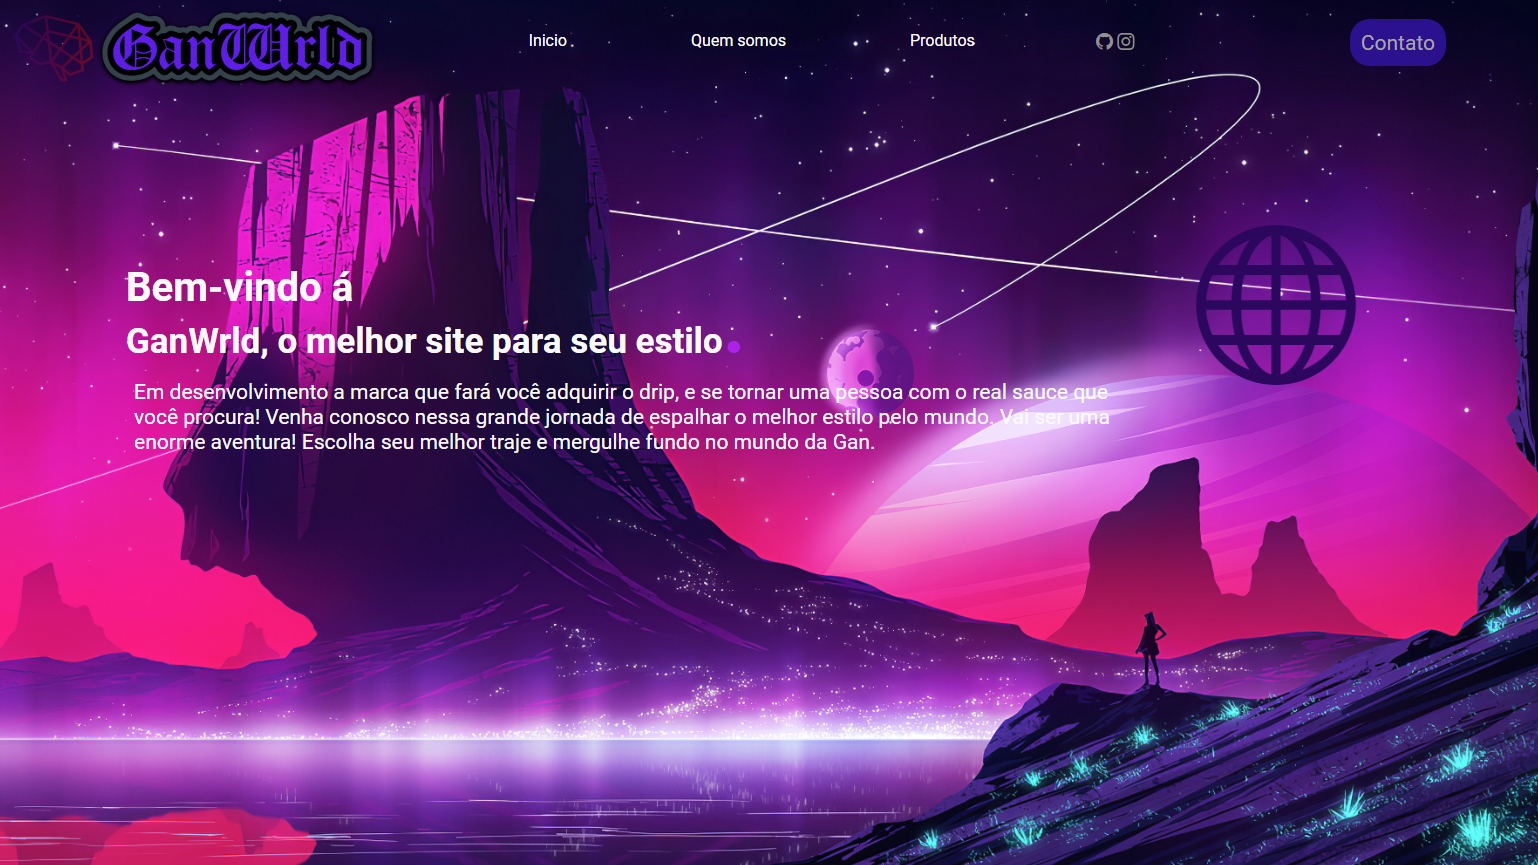 GanWrld
Inicio
Quem somos
Produtos
Contato
Bem-vindo á
GanWrld, o melhor site para seu estilo.
Em desenvolvimento a marca que fará você adquirir o drip, e se tornar uma pessoa com o real sauce que
você procura! Venha conosco nessa grande jornada de espalhar o melhor estilo pelo mundo. Vai ser uma
enorme aventura! Escolha seu melhor traje e mergulhe fundo no mundo da Gan.